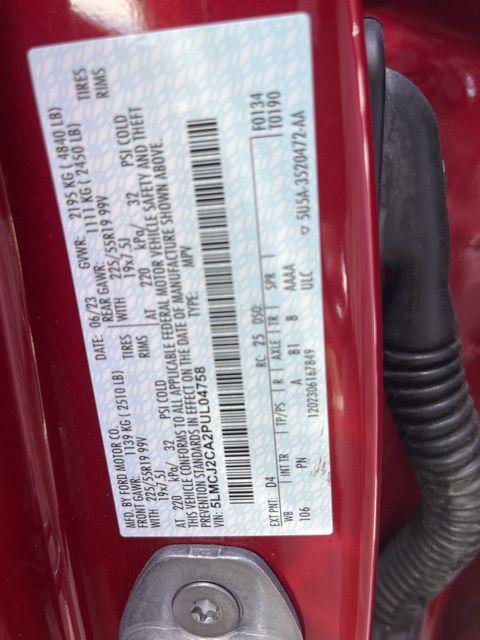 MFD. BY FORD MOTOR CO.
DATE: 06/23 GVWR: 2195 KG ( 4840 LB)
FRONT GAWR: 1139 KG ( 2510 LB) REAR GAWR: 1111 KG ( 2450 LB)
225/55R19 99V TIRES WITH 225/55R19 99V TIRES
19x7.5J RIMS 19x7.5J RIMS
AT 220 kPa/ 32 PSI COLD AT 220 kPa/ 32 PSI COLD
THIS VEHICLE CONFORMS TO ALL APPLICABLE FEDERAL MOTOR VEHICLE SAFETY AND THEFT
PREVENTION STANDARDS IN EFFECT ON THE DATE OF MANUFACTURE SHOWN ABOVE.
VIN: 5LMCJ2CA2PUL04758 TYPE: MPV
F0134
T0190
EXT PNT: D4 RC: 25 DSO:
WB INT TR TP/PS R AXLE TR SPR
106 PN A B1 B AAAA
ULC
1202306167849
5U5A-3520472-AA